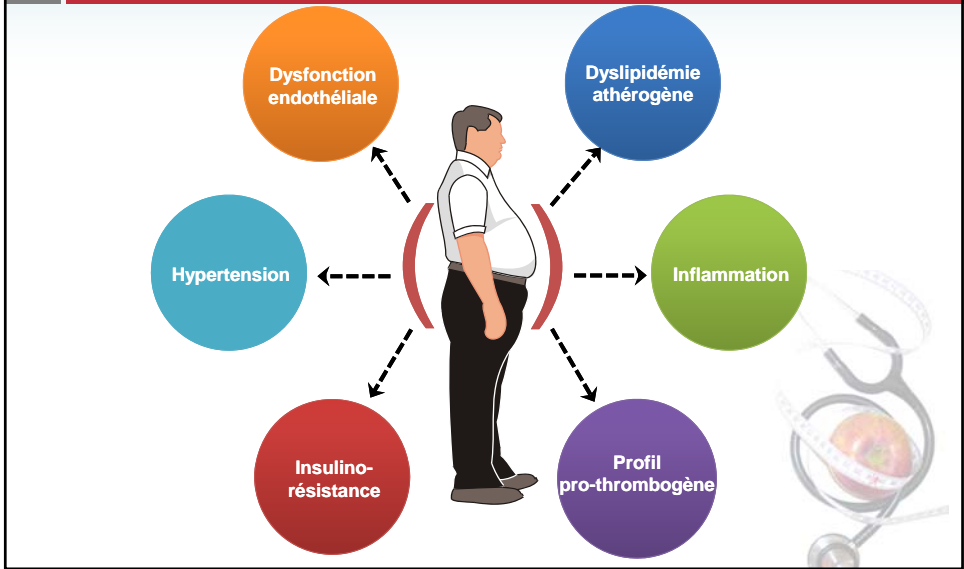 Dysfonction
endothéliale
Dyslipidémie
athérogène
Hypertension
Inflammation
Insulino-
résistance
Profil
pro-thrombogène